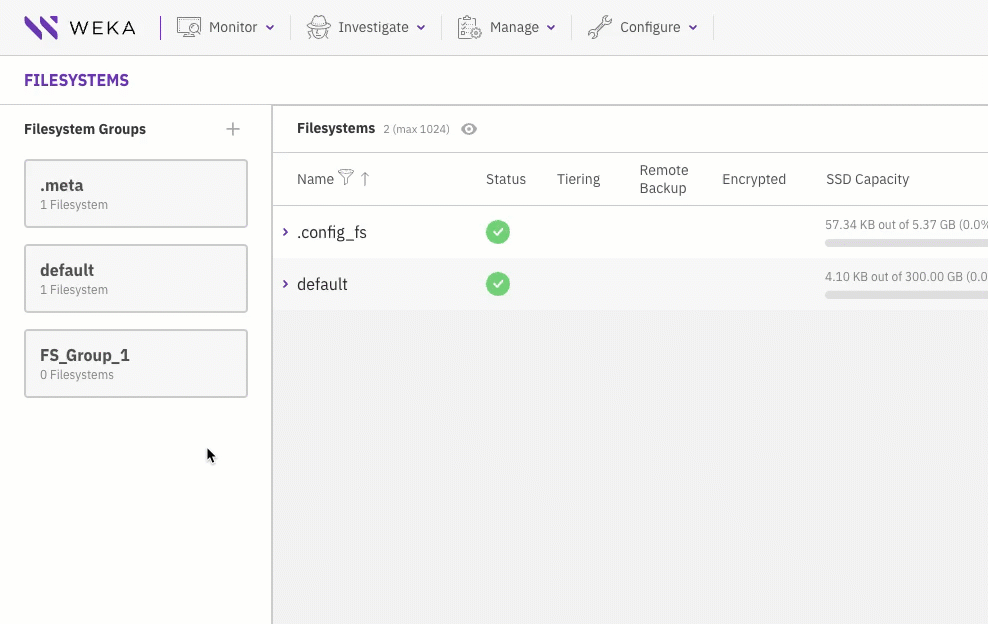 WEKA Monitor Investigate Manage Configure
FILESYSTEMS
Filesystem Groups
.meta
1 Filesystem
default
1 Filesystem
FS_Group_1
0 Filesystems
Filesystems 2 (max 1024)
Name Status Tiering Remote Backup Encrypted SSD Capacity
.config_fs 57.34 KB out of 5.37 GB (0.0%
default 4.10 KB out of 300.00 GB (0.0